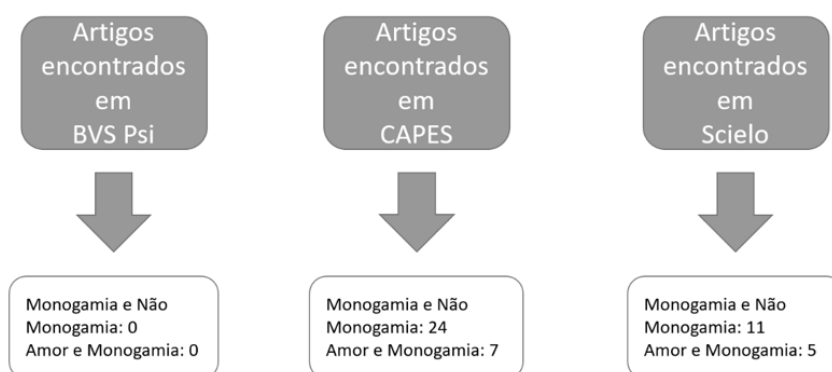 Artigos
encontrados
em
BVS Psi
Artigos
encontrados
em
CAPES
Artigos
encontrados
em
Scielo
Monogamia e Não
Monogamia: 0
Amor e Monogamia: 0
Monogamia e Não
Monogamia: 24
Amor e Monogamia: 7
Monogamia e Não
Monogamia: 11
Amor e Monogamia: 5